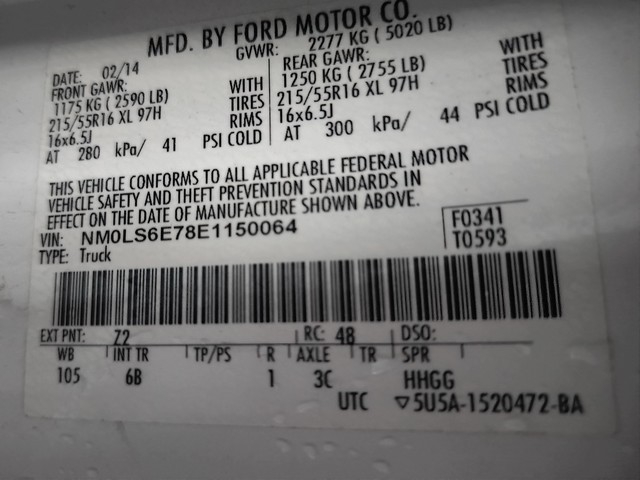 MFD. BY FORD MOTOR CO.
DATE: 02/14 GVWR: 2277 KG ( 5020 LB)
FRONT GAWR: REAR GAWR:
1175 KG ( 2590 LB) WITH 1250 KG ( 2755 LB) WITH
215/55R16 XL 97H TIRES 215/55R16 XL 97H TIRES
16x6.5J RIMS 16x6.5J RIMS
AT 280 kPa/ 41 PSI COLD AT 300 kPa/ 44 PSI COLD
THIS VEHICLE CONFORMS TO ALL APPLICABLE FEDERAL MOTOR
VEHICLE SAFETY AND THEFT PREVENTION STANDARDS IN
EFFECT ON THE DATE OF MANUFACTURE SHOWN ABOVE.
VIN: NM0LS6E78E1150064 F0341
TYPE: Truck T0593
EXT PNT: Z2 RC: 48 DSO:
WB INT TR TP/PS R AXLE TR SPR
105 6B 1 3C HHGG
UTC ▽5U5A-1520472-BA